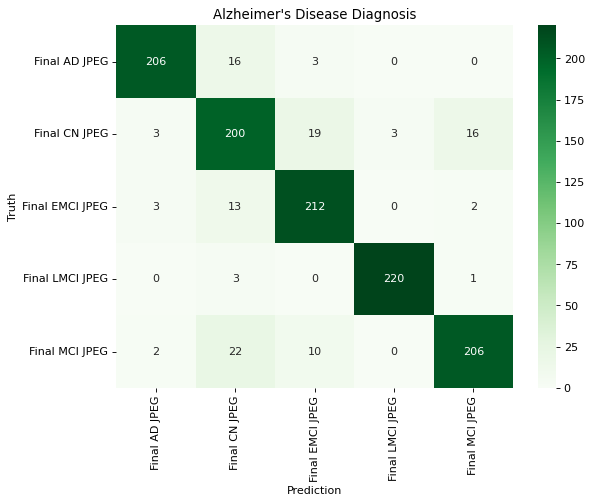 Alzheimer's Disease Diagnosis
Final AD JPEG 206 16 3 0 0
Final CN JPEG 3 200 19 3 16
Final EMCI JPEG 3 13 212 0 2
Final LMCI JPEG 0 3 0 220 1
Final MCI JPEG 2 22 10 0 206
Truth
Final AD JPEG
Final CN JPEG
Final EMCI JPEG
Final LMCI JPEG
Final MCI JPEG
Prediction
200
175
150
125
100
75
50
25
0